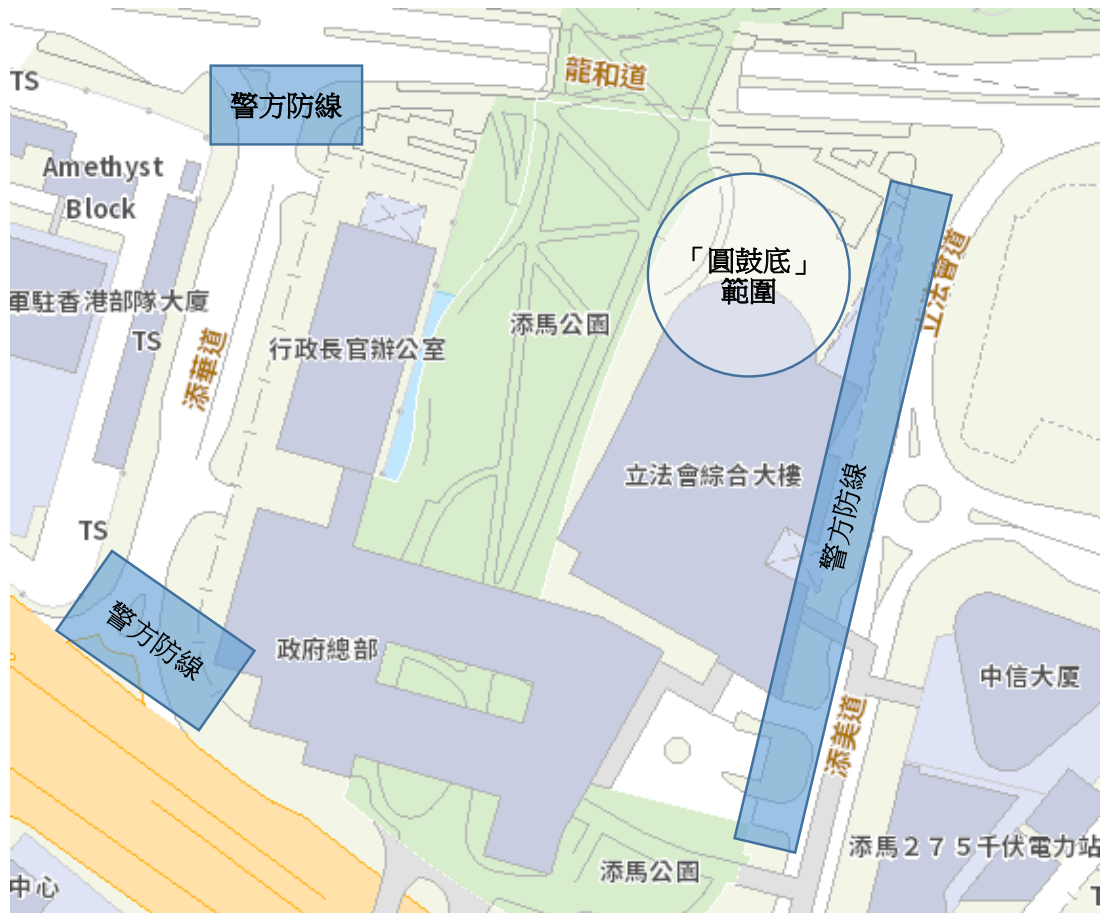 龍和道
TS
警方防線
Amethyst
Block
「圓鼓底」
範圍
立法會道
軍駐香港部隊大廈
TS
添馬公園
行政長官辦公室
添華道
立法會綜合大樓
警方防線
TS
警方防線
政府總部
中信大廈
添美道
添馬２７５千伏電力站
添馬公園
中心
T